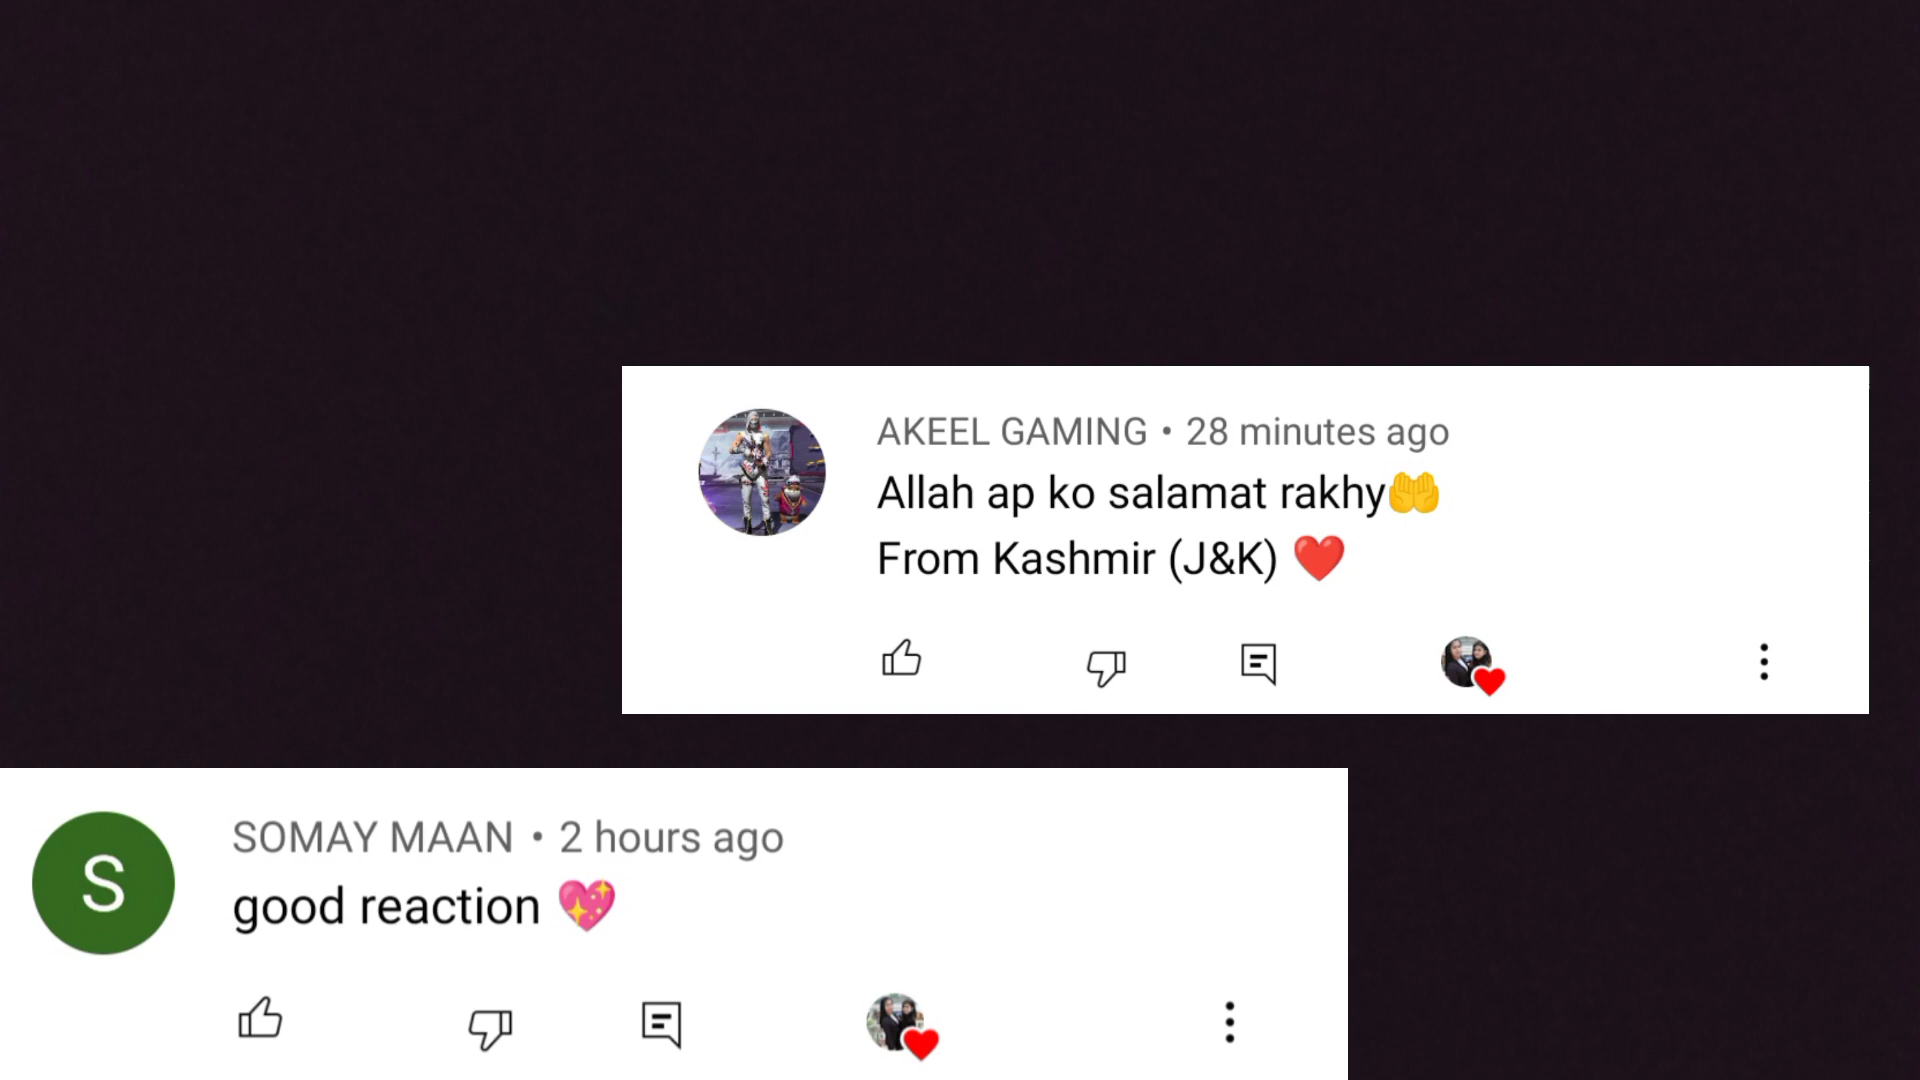 AKEEL GAMING • 28 minutes ago
Allah ap ko salamat rakhy🤲
From Kashmir (J&K) ❤️
S
SOMAY MAAN • 2 hours ago
good reaction 💖